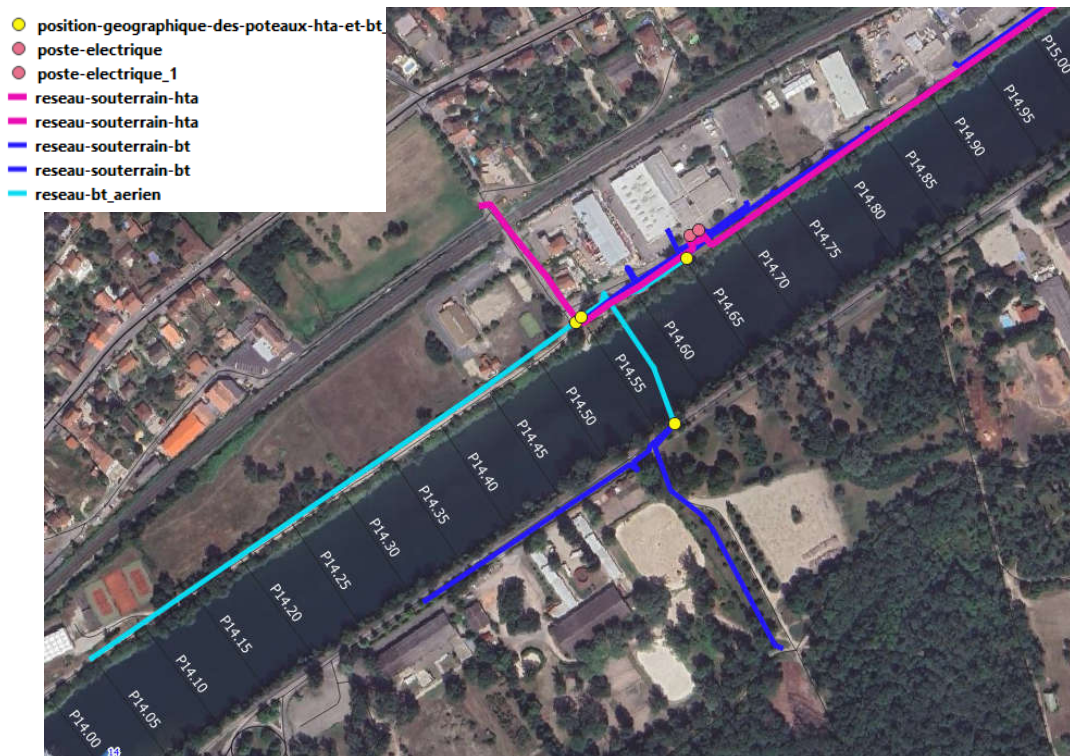 position-geographique-des-poteaux-hta-et-bt_
poste-electrique
poste-electrique_1
reseau-souterrain-hta
reseau-souterrain-hta
reseau-souterrain-bt
reseau-souterrain-bt
reseau-bt_aerien
P15.00
P14.95
P14.90
P14.85
P14.80
P14.75
P14.70
P14.65
P14.60
P14.55
P14.50
P14.45
P14.40
P14.35
P14.30
P14.25
P14.20
P14.15
P14.10
P14.05
P14.00
14